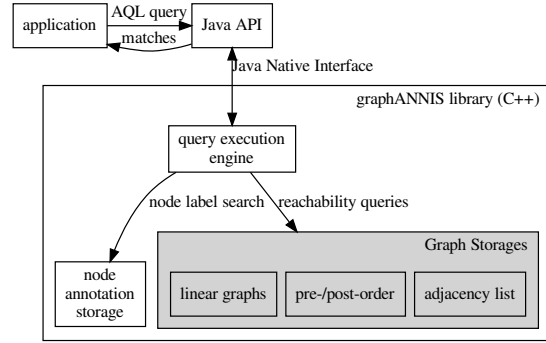 application
AQL query
matches
Java API
Java Native Interface
graphANNIS library (C++)
query execution
engine
node label search
reachability queries
node
annotation
storage
Graph Storages
linear graphs
pre-/post-order
adjacency list